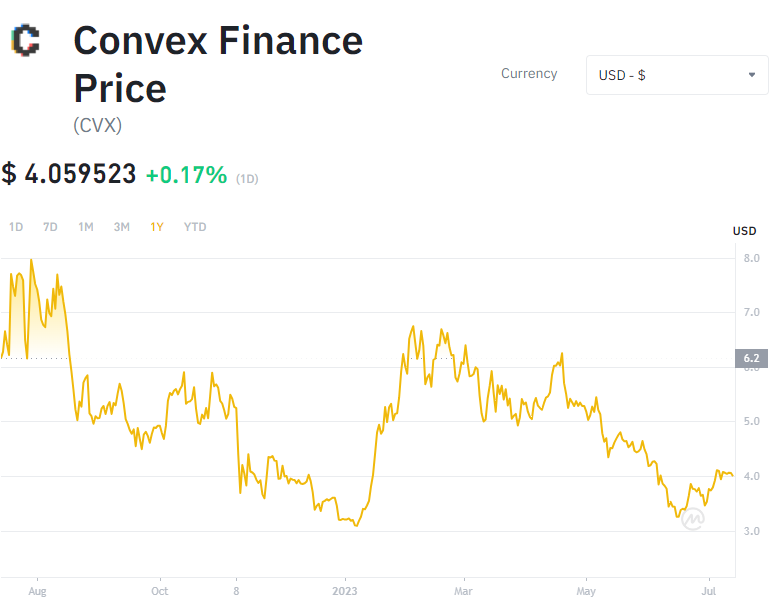 Convex Finance
Price
(CVX)
Currency
USD - $
$ 4.059523 +0.17% (1D)
1D 7D 1M 3M 1Y YTD
USD
8.0
7.0
6.2
5.0
4.0
3.0
Aug Oct 8 2023 Mar May Jul